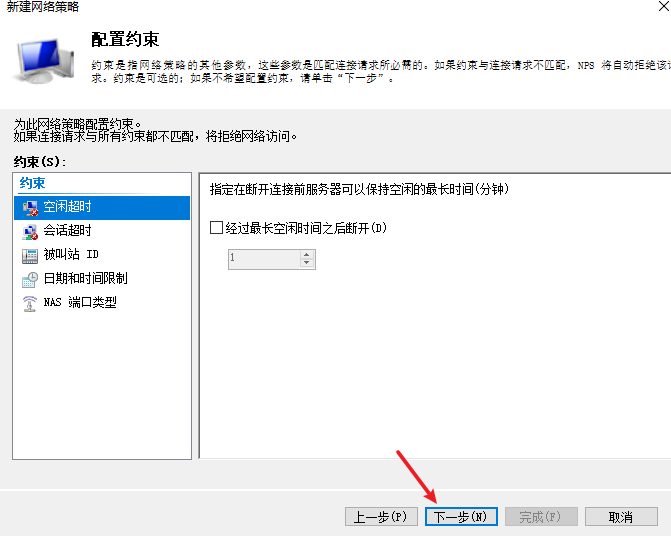 新建网络策略
配置约束
约束是指网络策略的其他参数，这些参数是匹配连接请求所必需的。如果约束与连接请求不匹配，NPS 将自动拒绝该请
求。约束是可选的；如果不希望配置约束，请单击“下一步”。
为此网络策略配置约束。
如果连接请求与所有约束都不匹配，将拒绝网络访问。
约束(S):
约束
空闲超时
会话超时
被叫站 ID
日期和时间限制
NAS 端口类型
指定在断开连接前服务器可以保持空闲的最长时间(分钟)
经过最长空闲时间之后断开(D)
1
上一步(P)
下一步(N)
完成(F)
取消